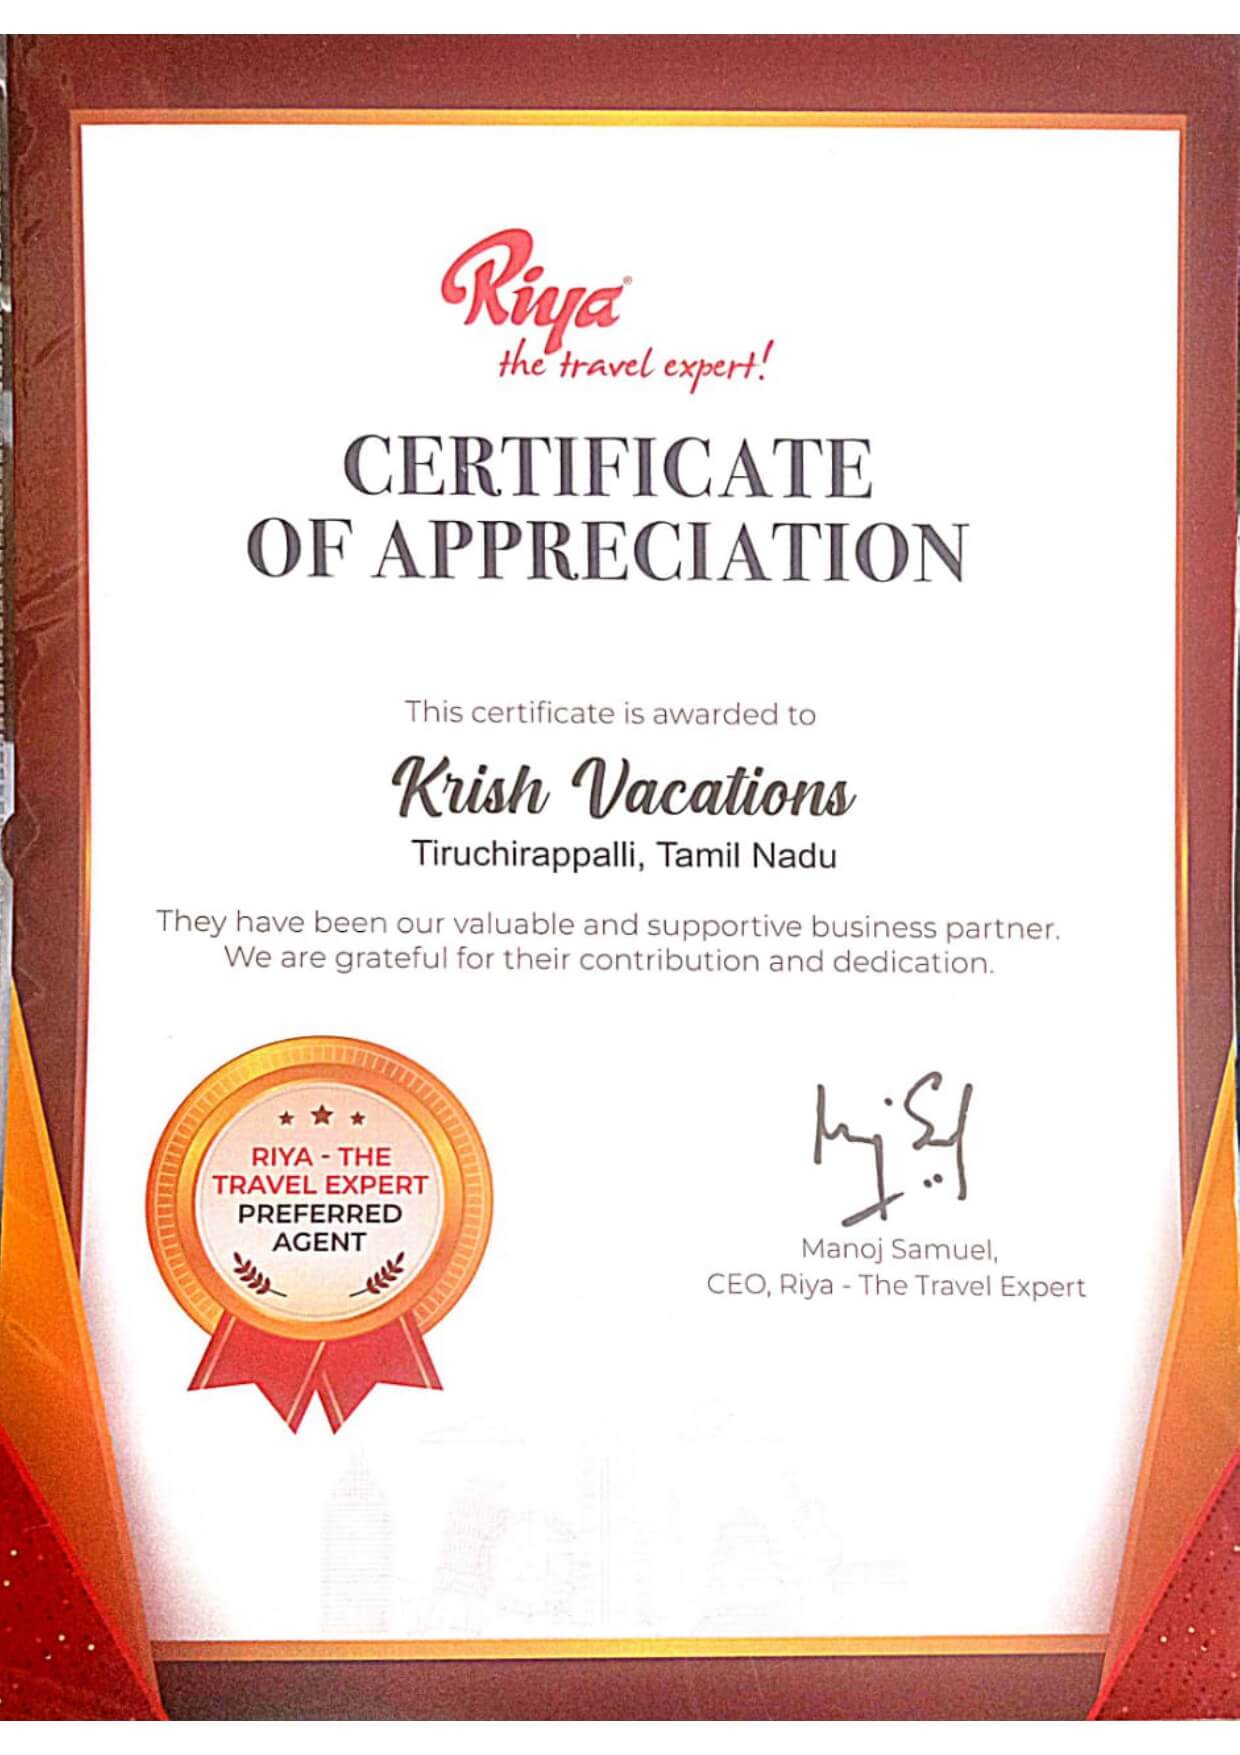 Riya®
the travel expert!
CERTIFICATE
OF APPRECIATION
This certificate is awarded to
Krish Vacations
Tiruchirappalli, Tamil Nadu
They have been our valuable and supportive business partner.
We are grateful for their contribution and dedication.
RIYA - THE
TRAVEL EXPERT
PREFERRED
AGENT
Manoj Samuel,
CEO, Riya - The Travel Expert